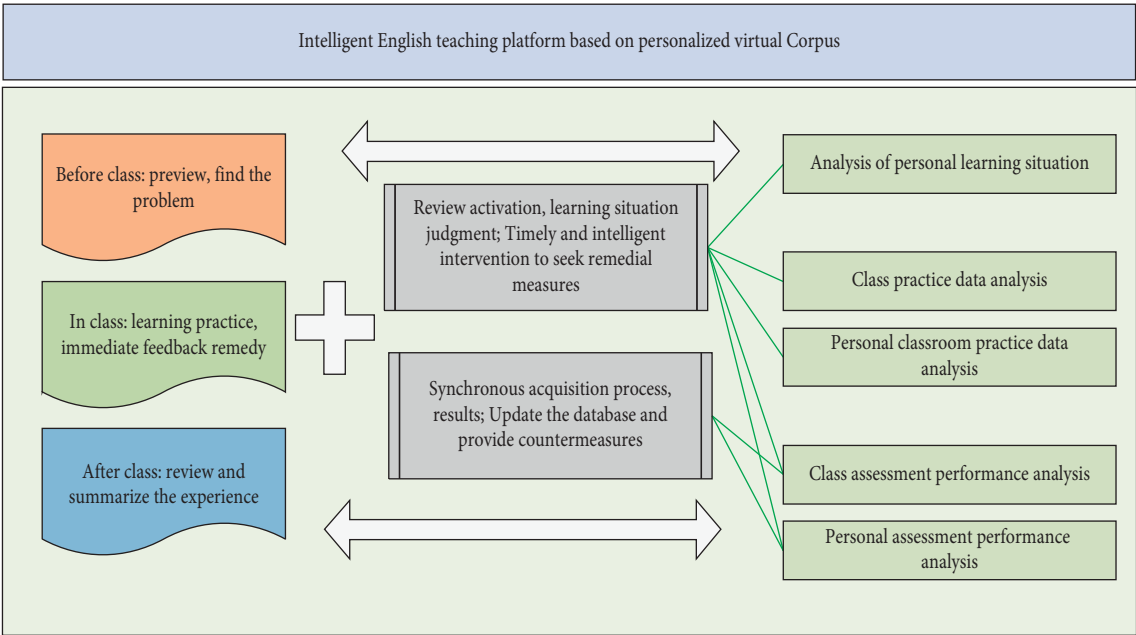 Intelligent English teaching platform based on personalized virtual Corpus
Before class: preview, find the
problem
In class: learning practice,
immediate feedback remedy
After class: review and
summarize the experience
Review activation, learning situation
judgment; Timely and intelligent
intervention to seek remedial
measures
Synchronous acquisition process,
results; Update the database and
provide countermeasures
Analysis of personal learning situation
Class practice data analysis
Personal classroom practice data
analysis
Class assessment performance analysis
Personal assessment performance
analysis